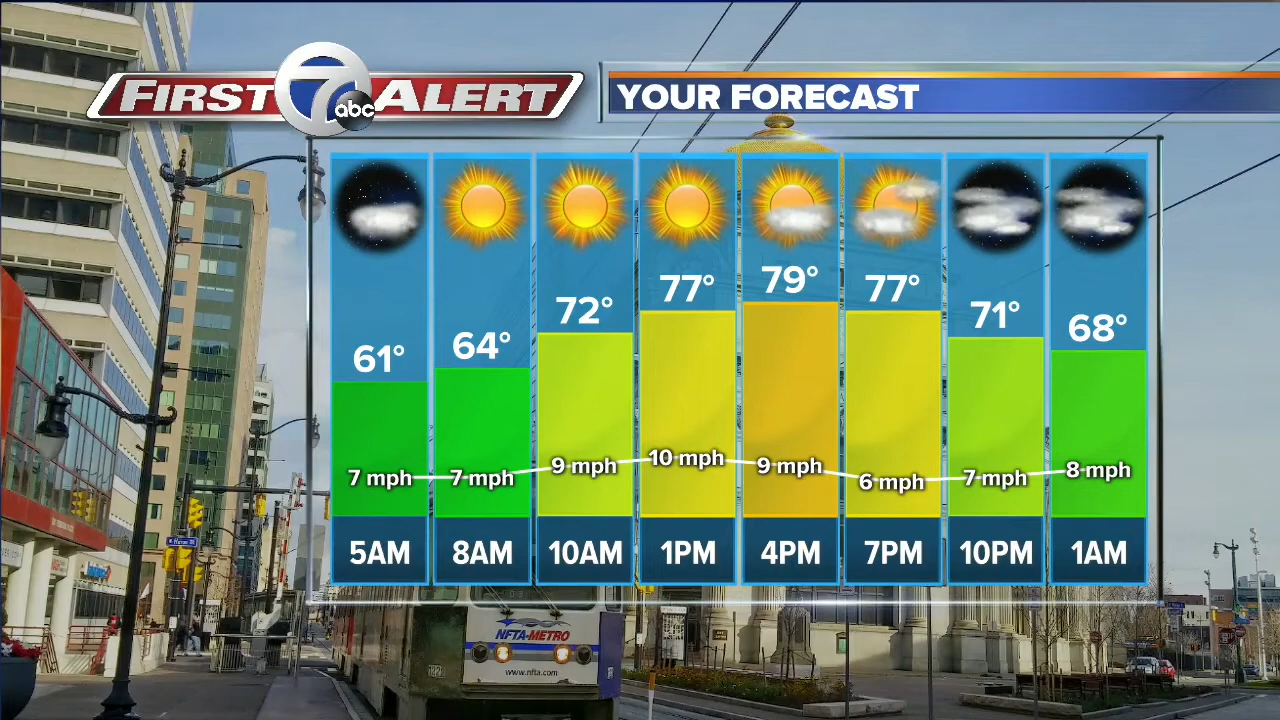 FIRST 7 abc ALERT
YOUR FORECAST
61° 64° 72° 77° 79° 77° 71° 68°
7 mph 7 mph 9 mph 10 mph 9 mph 6 mph 7 mph 8 mph
5AM 8AM 10AM 1PM 4PM 7PM 10PM 1AM
NFTA-METRO
www.nfta.com